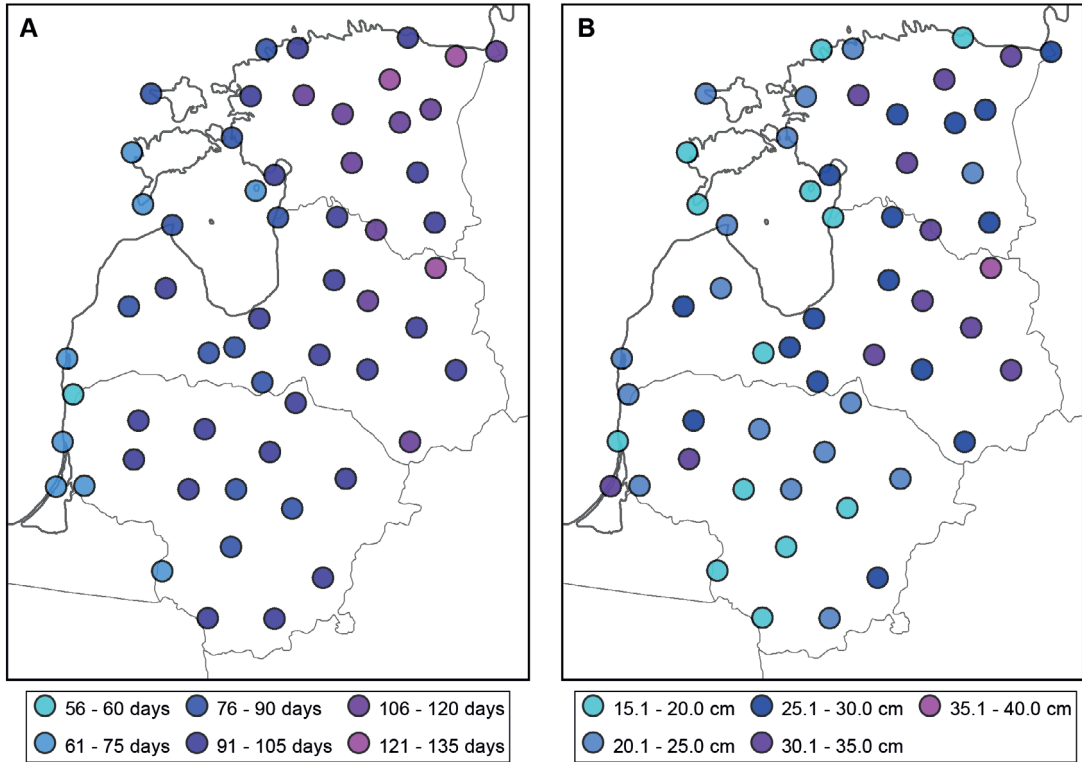 A
B
56 - 60 days
76 - 90 days
106 - 120 days
61 - 75 days
91 - 105 days
121 - 135 days
15.1 - 20.0 cm
25.1 - 30.0 cm
35.1 - 40.0 cm
20.1 - 25.0 cm
30.1 - 35.0 cm